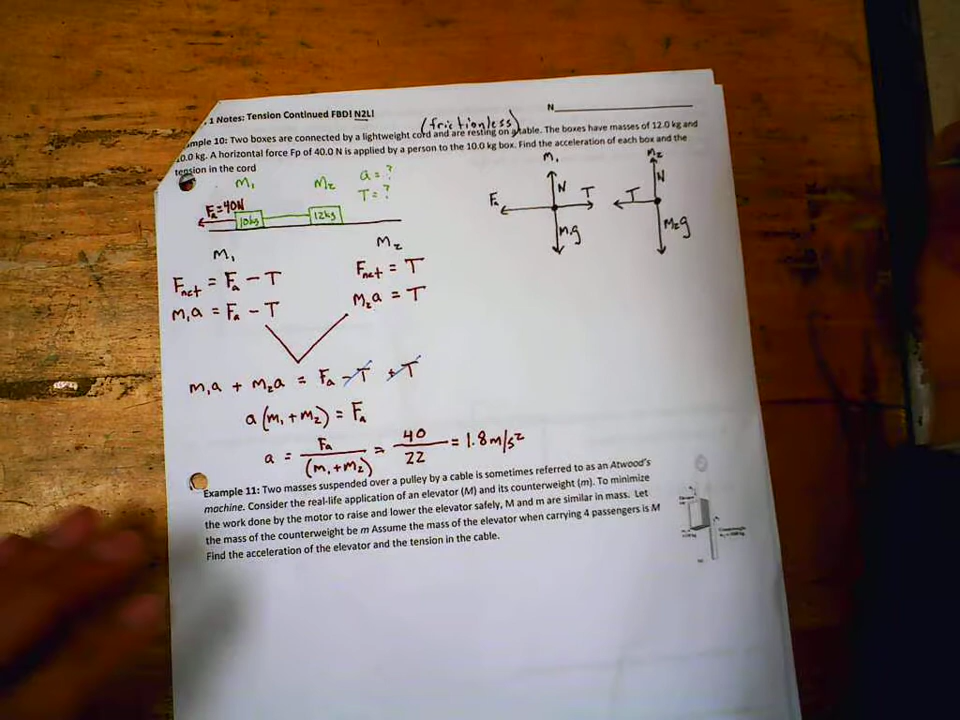 1 Notes: Tension Continued FBD! N2L!
N
(frictionless)
mple 10: Two boxes are connected by a lightweight cord and are resting on a table. The boxes have masses of 12.0 kg and
0.0 kg. A horizontal force Fp of 40.0 N is applied by a person to the 10.0 kg box. Find the acceleration of each box and the
tension in the cord
M₁ M₂ a = ?
T = ?
Fa=40N
10kg 12kg
M₁ M₂
Fa N T T N
M₁g M₂g
M₁ M₂
Fnet = Fa - T Fnet = T
M₁a = Fa - T M₂a = T
M₁a + M₂a = Fa - T + T
a(M₁ + M₂) = Fa
a = Fa/(M₁+M₂) = 40/22 = 1.8 m/s²
Example 11: Two masses suspended over a pulley by a cable is sometimes referred to as an Atwood's
machine. Consider the real-life application of an elevator (M) and its counterweight (m). To minimize
the work done by the motor to raise and lower the elevator safely, M and m are similar in mass. Let
the mass of the counterweight be m Assume the mass of the elevator when carrying 4 passengers is M
Find the acceleration of the elevator and the tension in the cable.